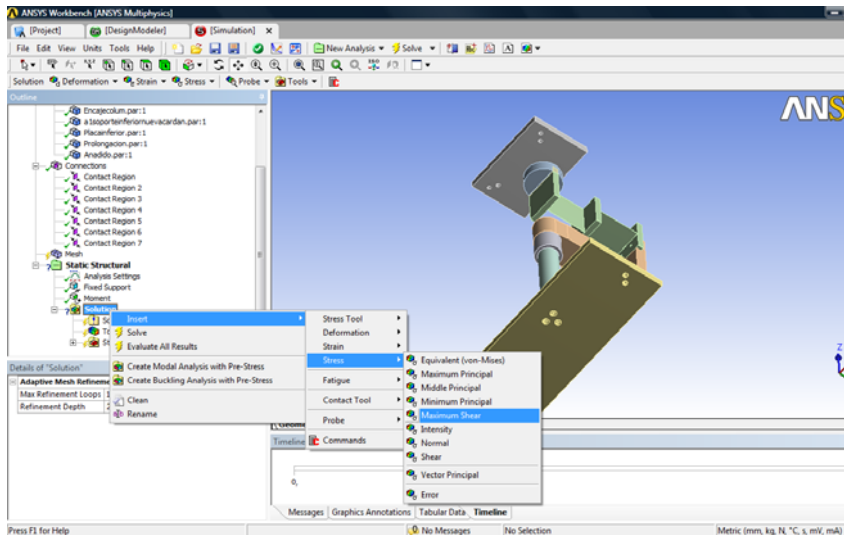 ANSYS Workbench [ANSYS Multiphysics]
[Project] [DesignModeler] [Simulation]
File Edit View Units Tools Help New Analysis Solve
Solution Deformation Strain Stress Probe Tools
Outline
Encajecolum.par:1
a1soporteinferiornuevacardan.par:1
Placainferior.par:1
Prolongacion.par:1
Anadido.par:1
Connections
Contact Region
Contact Region 2
Contact Region 3
Contact Region 4
Contact Region 5
Contact Region 6
Contact Region 7
Mesh
Static Structural
Analysis Settings
Fixed Support
Moment
Solution
Insert
Solve
Evaluate All Results
Create Modal Analysis with Pre-Stress
Create Buckling Analysis with Pre-Stress
Clean
Rename
Stress Tool
Deformation
Strain
Stress
Fatigue
Contact Tool
Probe
Commands
Equivalent (von-Mises)
Maximum Principal
Middle Principal
Minimum Principal
Maximum Shear
Intensity
Normal
Shear
Vector Principal
Error
Details of "Solution"
Adaptive Mesh Refineme
Max Refinement Loops 1
Refinement Depth 2
ANS
Z
Timeline
0,
Messages Graphics Annotations Tabular Data Timeline
Press F1 for Help No Messages No Selection Metric (mm, kg, N, °C, s, mV, mA)